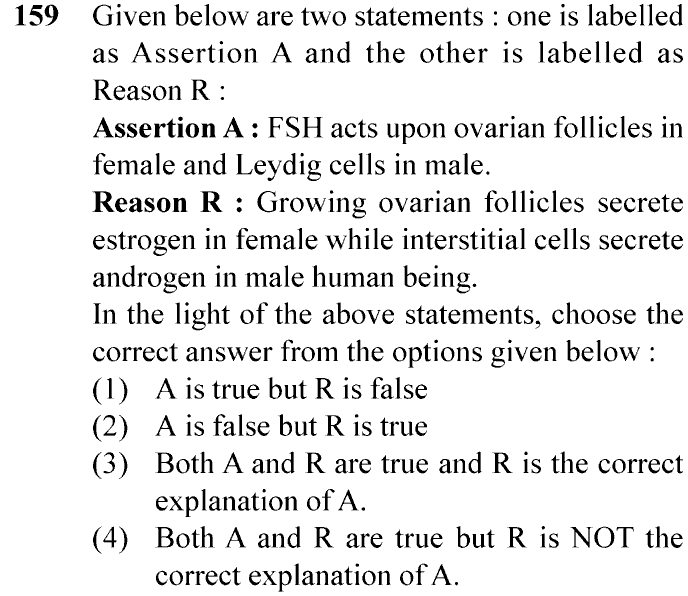 159 Given below are two statements : one is labelled
as Assertion A and the other is labelled as
Reason R :
Assertion A : FSH acts upon ovarian follicles in
female and Leydig cells in male.
Reason R : Growing ovarian follicles secrete
estrogen in female while interstitial cells secrete
androgen in male human being.
In the light of the above statements, choose the
correct answer from the options given below :
(1) A is true but R is false
(2) A is false but R is true
(3) Both A and R are true and R is the correct
explanation of A.
(4) Both A and R are true but R is NOT the
correct explanation of A.